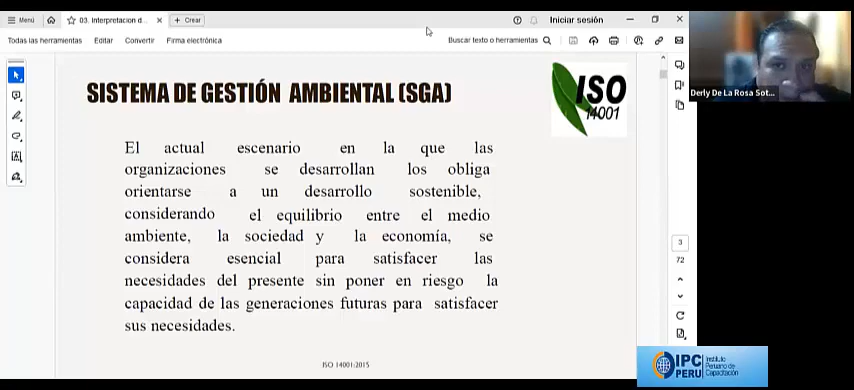 Menú
03. Interpretacion d...
+ Crear
Iniciar sesión
Todas las herramientas Editar Convertir Firma electrónica
Buscar texto o herramientas
Derly De La Rosa Sot...
SISTEMA DE GESTIÓN AMBIENTAL (SGA)
ISO
14001
El actual escenario en la que las
organizaciones se desarrollan los obliga
orientarse a un desarrollo sostenible,
considerando el equilibrio entre el medio
ambiente, la sociedad y la economía, se
considera esencial para satisfacer las
necesidades del presente sin poner en riesgo la
capacidad de las generaciones futuras para satisfacer
sus necesidades.
3
72
ISO 14001:2015
IPC
PERU
Instituto
Peruano de
Capacitación